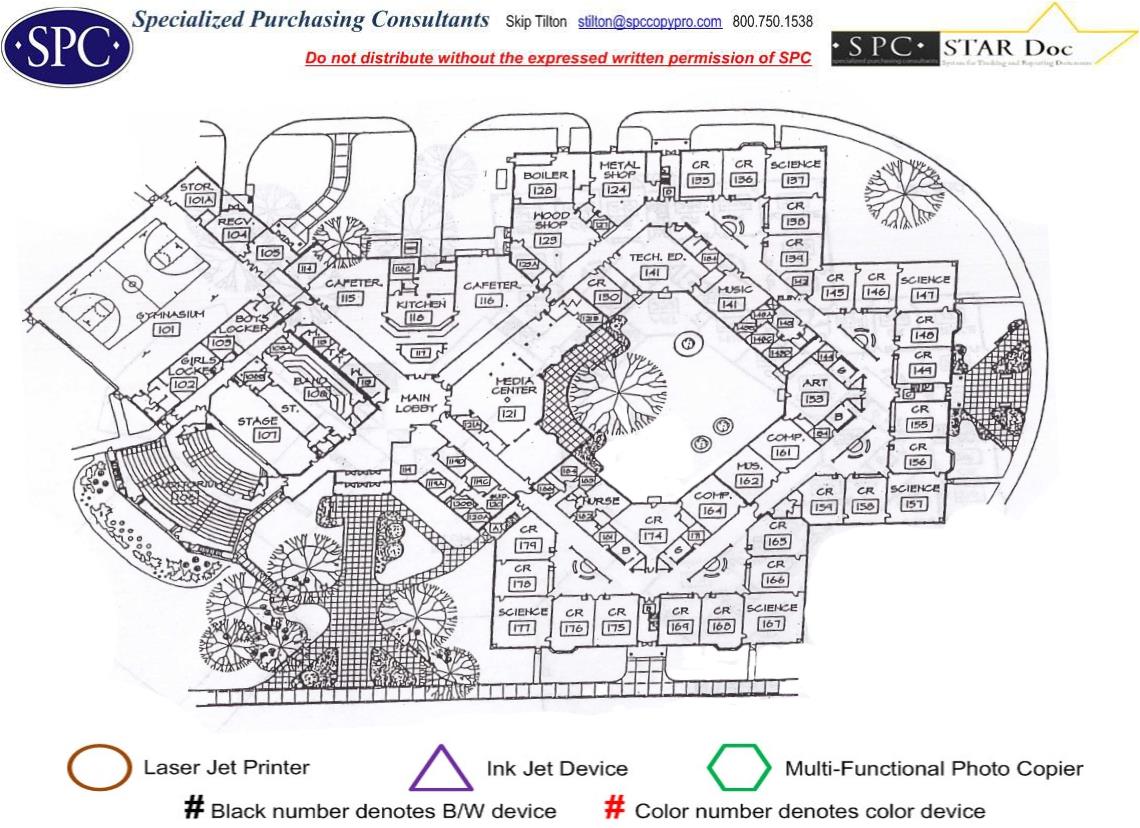 Specialized Purchasing Consultants Skip Tilton stilton@spccopypro.com 800.750.1538
SPC
Do not distribute without the expressed written permission of SPC
SPC STAR Doc
specialized purchasing consultants System for Tracking and Reporting Documents
STOR. 101A
RECV. 104
105
114
GYMNASIUM 101
BOYS LOCKER 103
GIRLS LOCKER 102
BAND 108
ST.
STAGE 107
CAFETER. 115
118C
KITCHEN 118
117
CAFETER. 116
MAIN LOBBY
MEDIA CENTER 121
121A
BOILER 128
METAL SHOP 124
WOOD SHOP 123
123A
CR 130
TECH. ED. 141
MUSIC 141
CR 135
CR 136
SCIENCE 137
CR 138
CR 139
142
CR 145
CR 146
SCIENCE 147
CR 148
CR 149
ART 153
G
B
CR 155
CR 156
SCIENCE 157
CR 158
CR 159
COMP. 161
MUS. 162
COMP. 164
CR 165
CR 166
SCIENCE 167
CR 168
CR 169
CR 174
171
B
G
NURSE
119A
120A
CR 175
CR 176
SCIENCE 177
CR 178
CR 179
Laser Jet Printer
Ink Jet Device
Multi-Functional Photo Copier
# Black number denotes B/W device
# Color number denotes color device